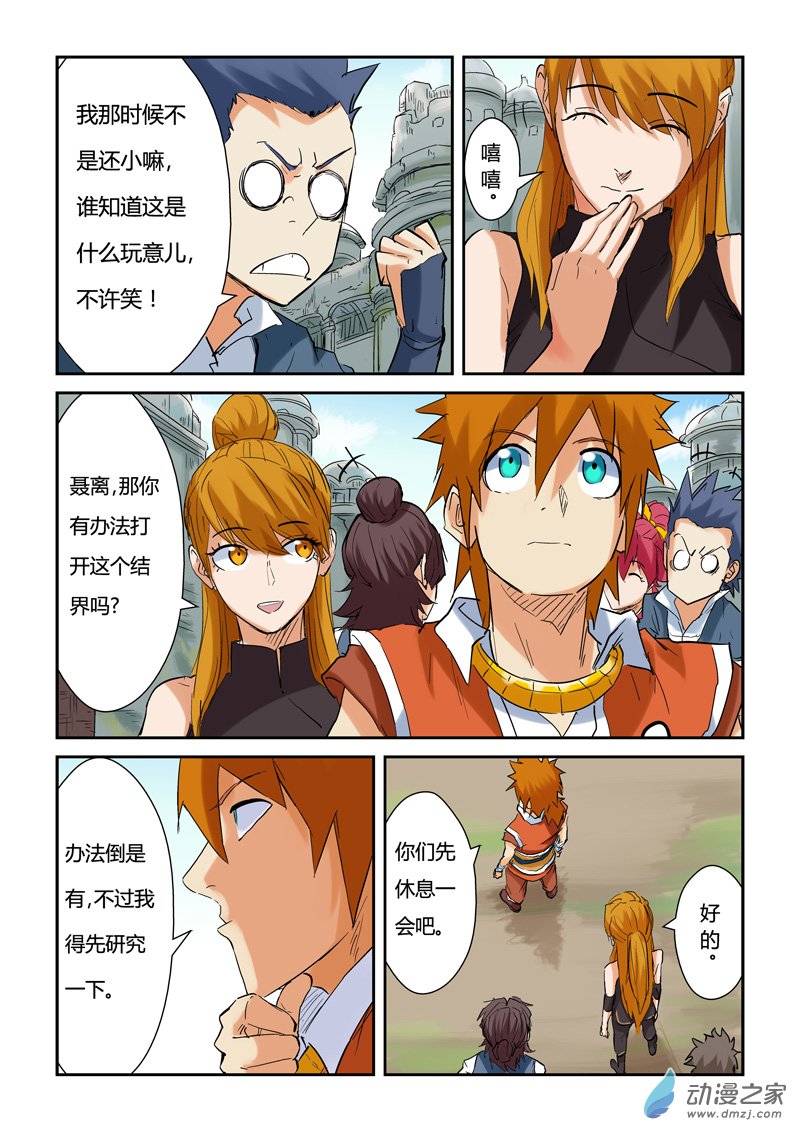 我那时候不
是还小嘛，
谁知道这是
什么玩意儿，
不许笑！
嘻嘻。
聂离，那你
有办法打
开这个结
界吗？
办法倒是
有，不过我
得先研究
一下。
你们先
休息一
会吧。
好的。
动漫之家
www.dmzj.com